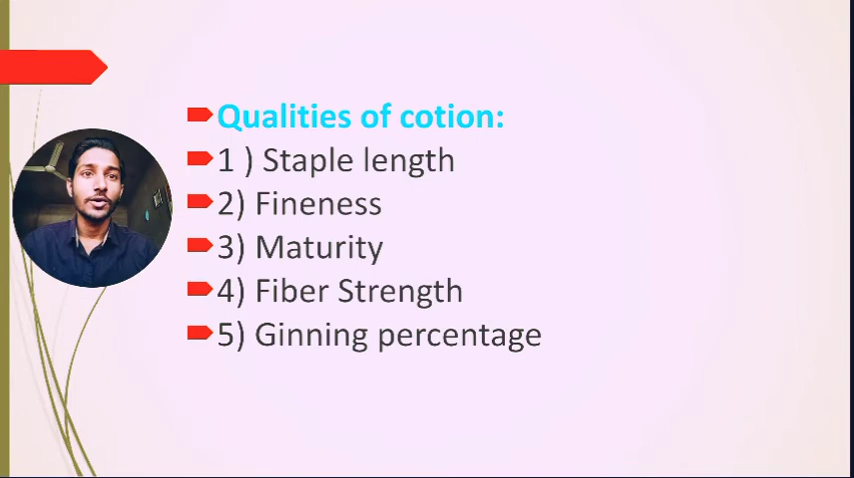 Qualities of cotion:
1 ) Staple length
2) Fineness
3) Maturity
4) Fiber Strength
5) Ginning percentage